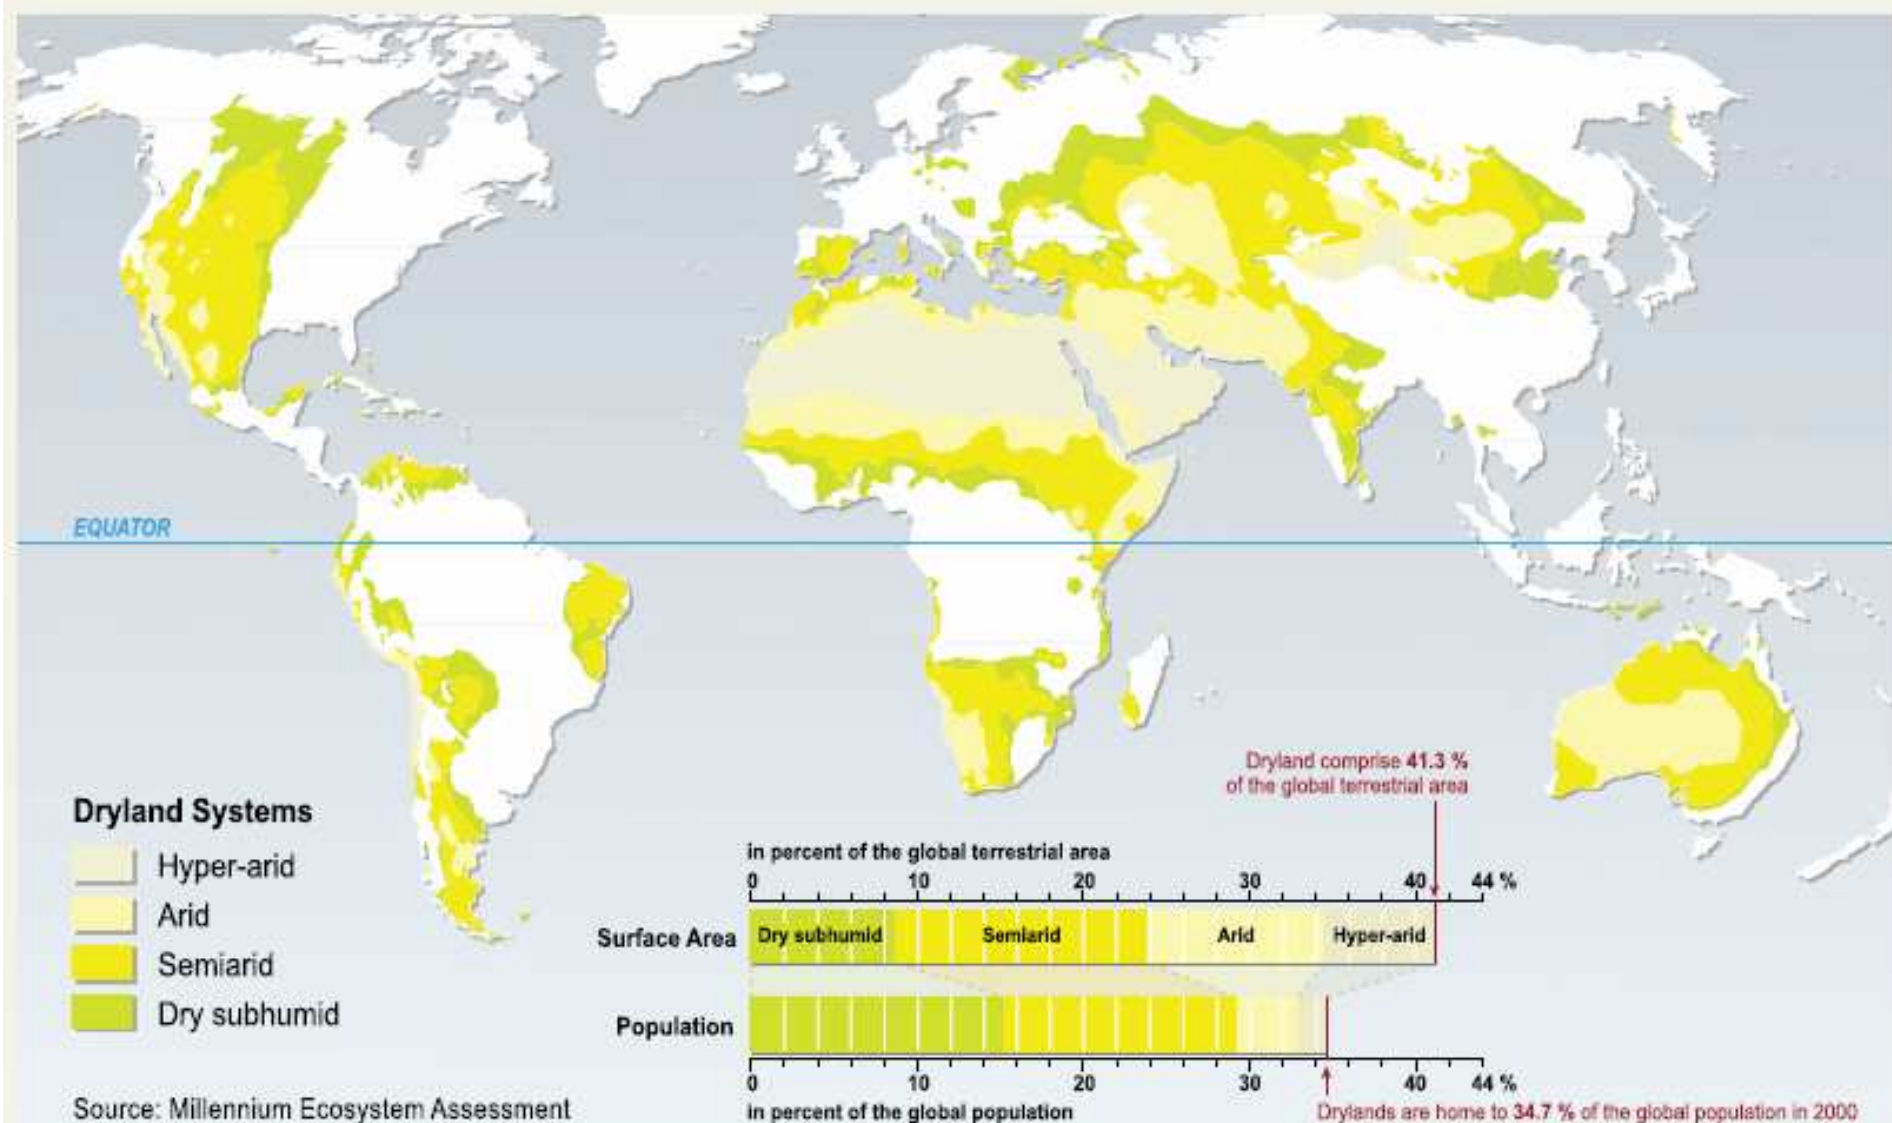 EQUATOR
Dryland Systems
Hyper-arid
Arid
Semiarid
Dry subhumid
Source: Millennium Ecosystem Assessment
Dryland comprise 41.3 %
of the global terrestrial area
in percent of the global terrestrial area
0 10 20 30 40 44 %
Surface Area Dry subhumid Semiarid Arid Hyper-arid
Population
0 10 20 30 40 44 %
in percent of the global population
Drylands are home to 34.7 % of the global population in 2000